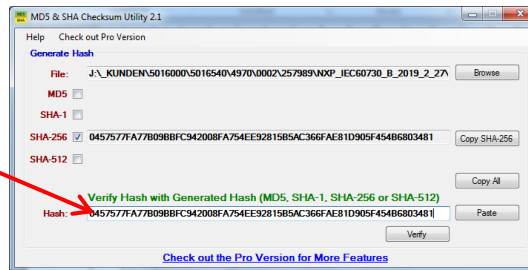 MD5 & SHA Checksum Utility 2.1
Help Check out Pro Version
Generate Hash
File: J:\_KUNDEN\5016000\5016540\4970\0002\257989\NXP_IEC60730_B_2019_2_27\ Browse
MD5
SHA-1
SHA-256 0457577FA77B09BBFC942008FA754EE92815B5AC366FAE81D905F454B6803481 Copy SHA-256
SHA-512
Copy All
Verify Hash with Generated Hash (MD5, SHA-1, SHA-256 or SHA-512)
Hash: 0457577FA77B09BBFC942008FA754EE92815B5AC366FAE81D905F454B6803481 Paste
Verify
Check out the Pro Version for More Features